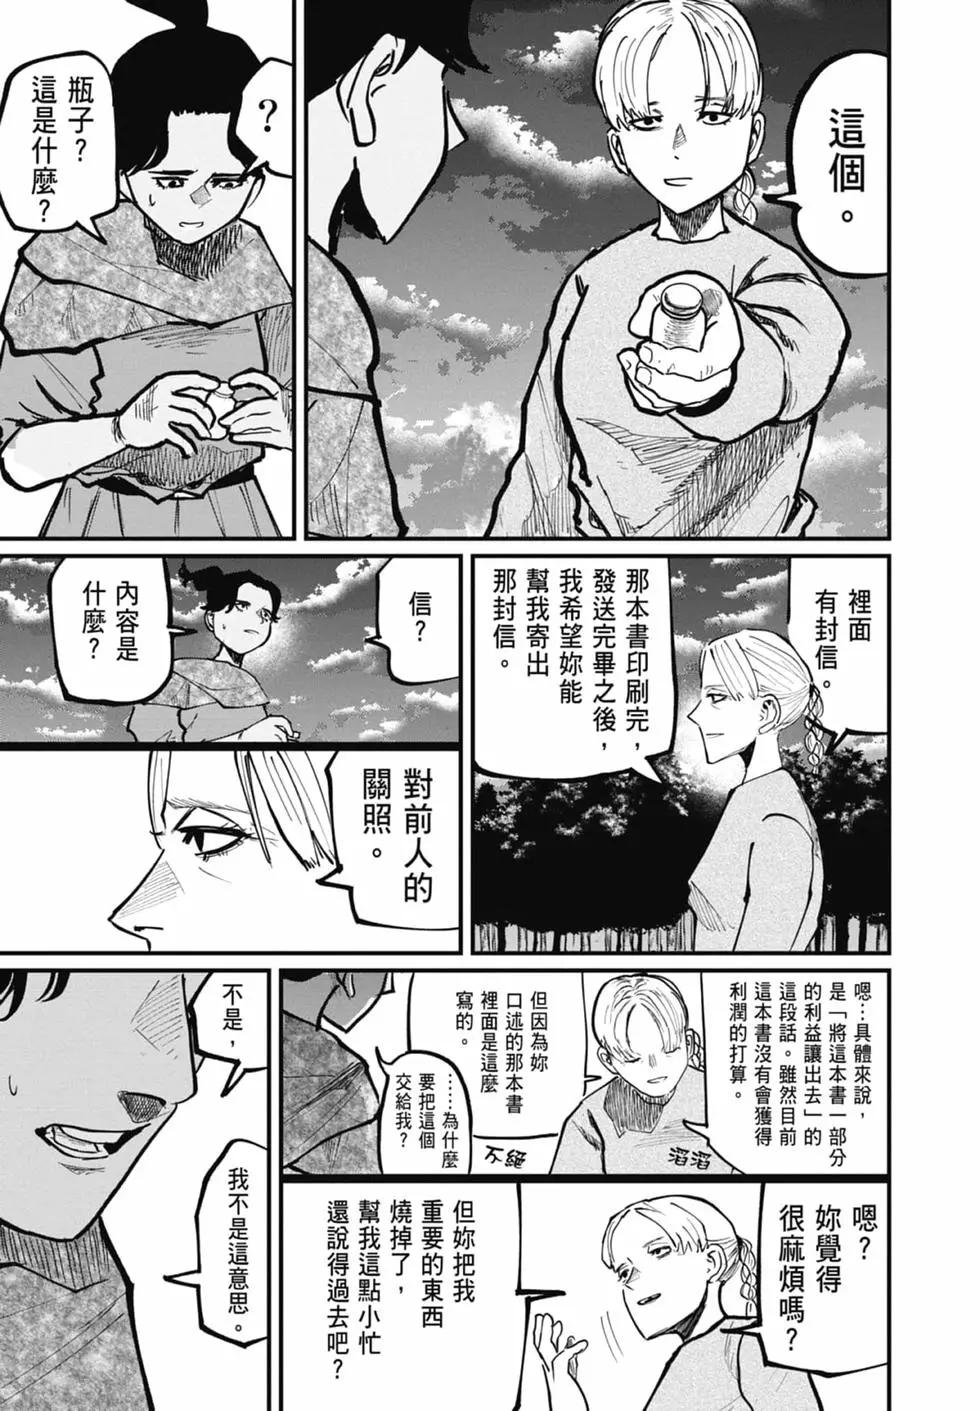 這個。
？
瓶子？
這是什麼？
裡面
有封信。
那本書印刷完，
發送完畢之後，
我希望妳能
幫我寄出
那封信。
信？
內容是
什麼？
對前人的
關照。
嗯…具體來說，
是「將這本書一部分
的利益讓出去」的
這段話。雖然目前
這本書沒有會獲得
利潤的打算。
滔滔
不絕
但因為妳
口述的那本書
裡面是這麼
寫的。
……為什麼
要把這個
交給我？
不是，
嗯？
妳覺得
很麻煩嗎？
但妳把我
重要的東西
燒掉了，
幫我這點小忙
還說得過去吧？
我不是這意思。